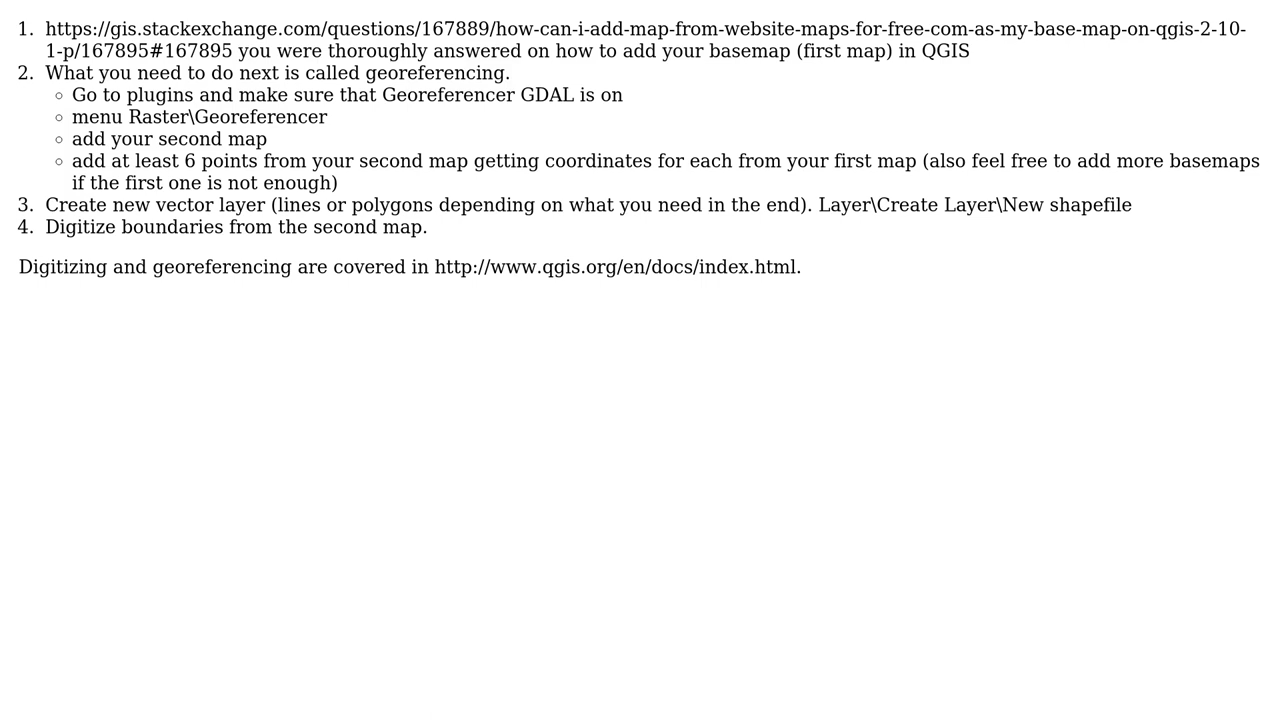 1. https://gis.stackexchange.com/questions/167889/how-can-i-add-map-from-website-maps-for-free-com-as-my-base-map-on-qgis-2-10-
1-p/167895#167895 you were thoroughly answered on how to add your basemap (first map) in QGIS
2. What you need to do next is called georeferencing.
◦ Go to plugins and make sure that Georeferencer GDAL is on
◦ menu Raster\Georeferencer
◦ add your second map
◦ add at least 6 points from your second map getting coordinates for each from your first map (also feel free to add more basemaps
if the first one is not enough)
3. Create new vector layer (lines or polygons depending on what you need in the end). Layer\Create Layer\New shapefile
4. Digitize boundaries from the second map.
Digitizing and georeferencing are covered in http://www.qgis.org/en/docs/index.html.